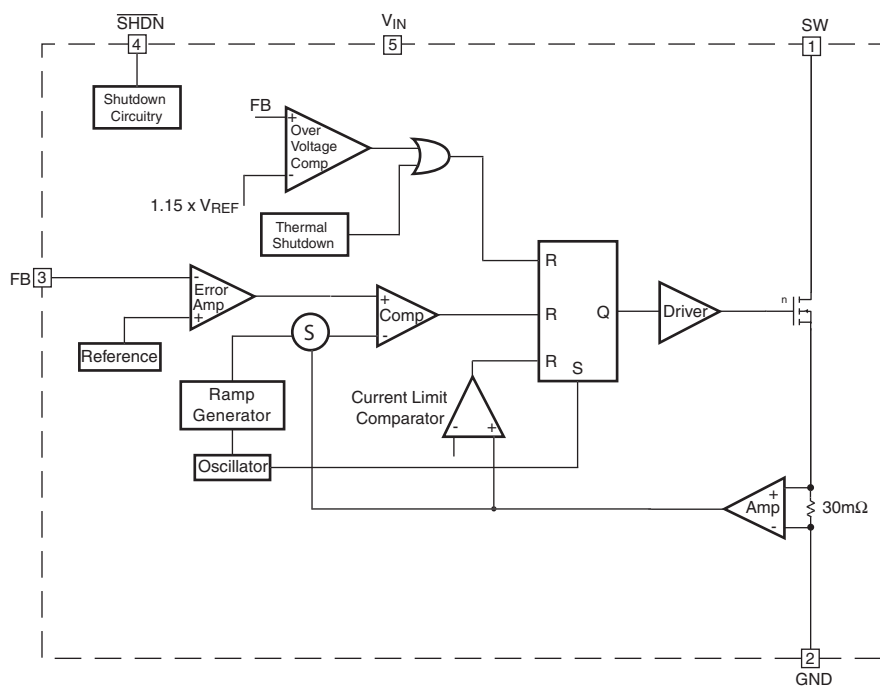 SHDN
4
VIN
5
SW
1
Shutdown
Circuitry
FB
+
Over
Voltage
Comp
-
1.15 x VREF
Thermal
Shutdown
FB 3
-
Error
Amp
+
Reference
S
+
Comp
-
R
R
R
Q
S
Driver
n
Ramp
Generator
Oscillator
Current Limit
Comparator
-
+
+
Amp
-
30mΩ
2
GND